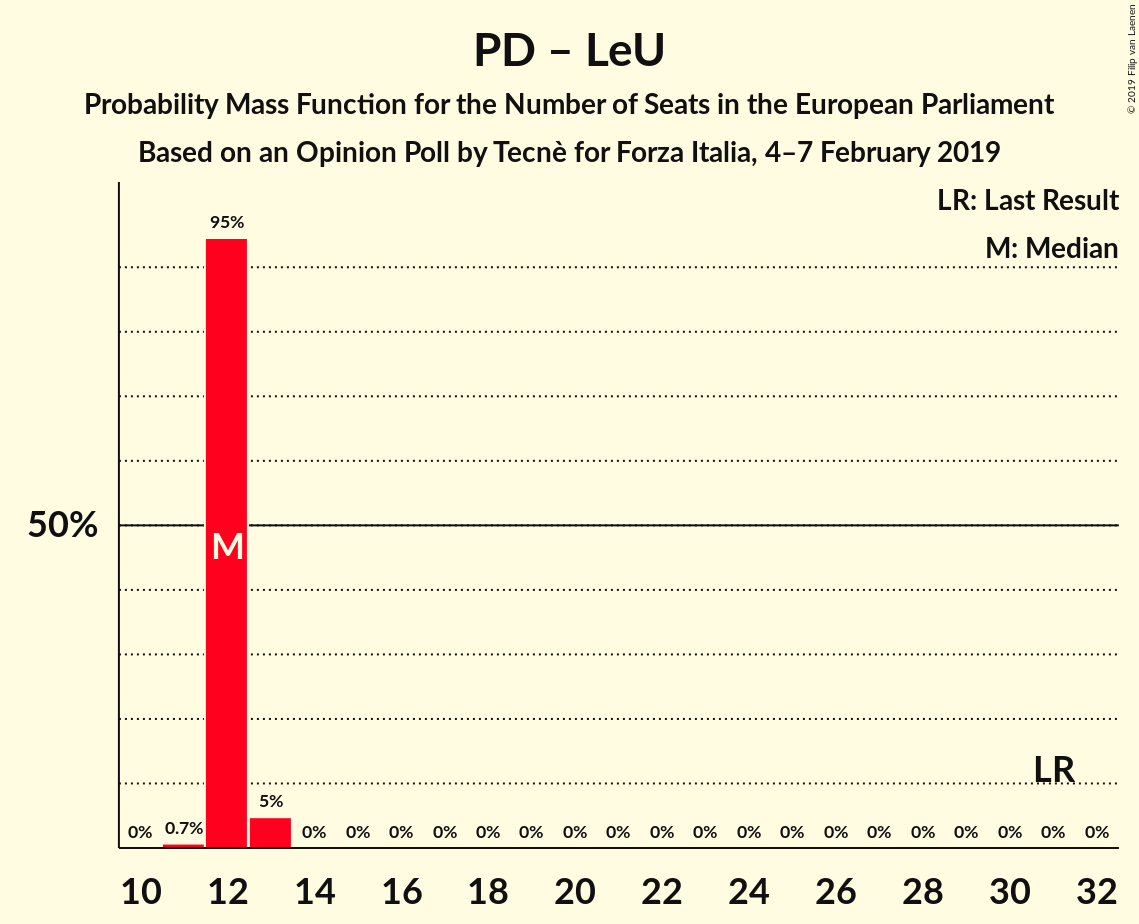 PD – LeU
Probability Mass Function for the Number of Seats in the European Parliament
Based on an Opinion Poll by Tecnè for Forza Italia, 4–7 February 2019
© 2019 Filip van Laenen
LR: Last Result
M: Median
95%
50%
M
LR
0% 0.7% 5% 0% 0% 0% 0% 0% 0% 0% 0% 0% 0% 0% 0% 0% 0% 0% 0% 0% 0% 0%
10 12 14 16 18 20 22 24 26 28 30 32